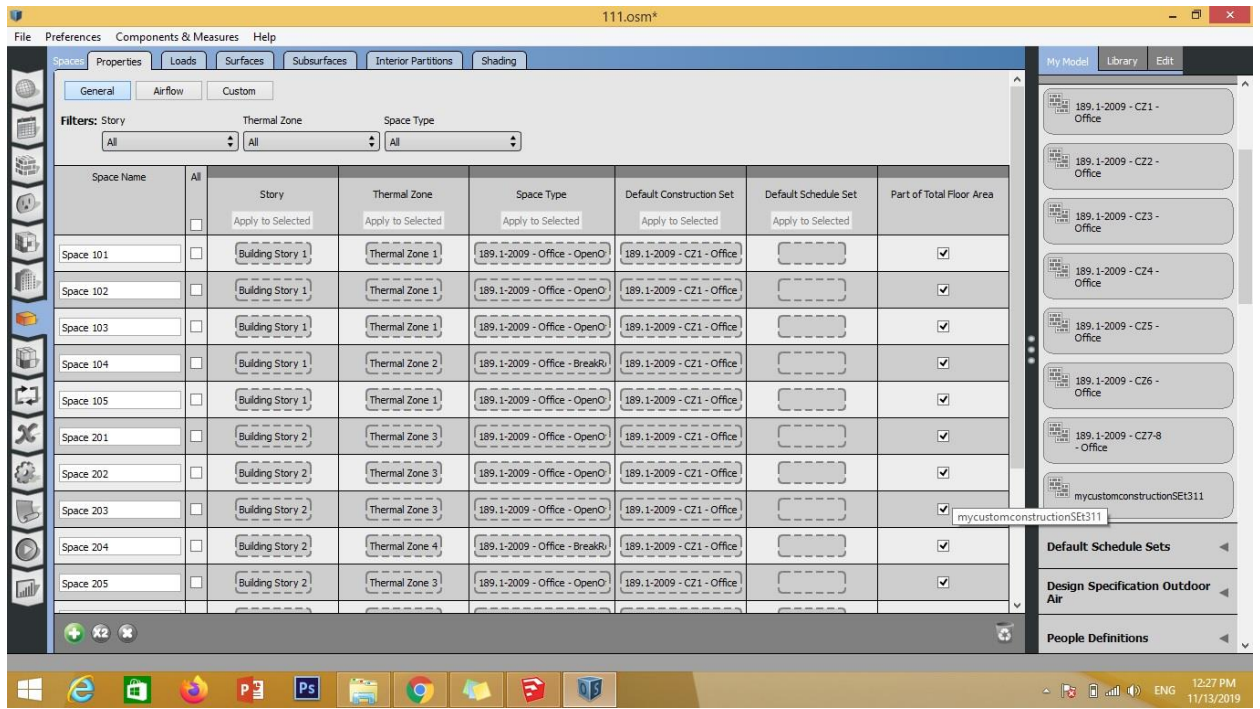 111.osm*
File Preferences Components & Measures Help
Spaces Properties Loads Surfaces Subsurfaces Interior Partitions Shading
My Model Library Edit
General Airflow Custom
Filters: Story Thermal Zone Space Type
All All All
Space Name All Story Thermal Zone Space Type Default Construction Set Default Schedule Set Part of Total Floor Area
Apply to Selected Apply to Selected Apply to Selected Apply to Selected Apply to Selected
Space 101 Building Story 1 Thermal Zone 1 189.1-2009 - Office - OpenO 189.1-2009 - CZ1 - Office
Space 102 Building Story 1 Thermal Zone 1 189.1-2009 - Office - OpenO 189.1-2009 - CZ1 - Office
Space 103 Building Story 1 Thermal Zone 1 189.1-2009 - Office - OpenO 189.1-2009 - CZ1 - Office
Space 104 Building Story 1 Thermal Zone 2 189.1-2009 - Office - BreakR 189.1-2009 - CZ1 - Office
Space 105 Building Story 1 Thermal Zone 1 189.1-2009 - Office - OpenO 189.1-2009 - CZ1 - Office
Space 201 Building Story 2 Thermal Zone 3 189.1-2009 - Office - OpenO 189.1-2009 - CZ1 - Office
Space 202 Building Story 2 Thermal Zone 3 189.1-2009 - Office - OpenO 189.1-2009 - CZ1 - Office
Space 203 Building Story 2 Thermal Zone 3 189.1-2009 - Office - OpenO 189.1-2009 - CZ1 - Office
Space 204 Building Story 2 Thermal Zone 4 189.1-2009 - Office - BreakR 189.1-2009 - CZ1 - Office
Space 205 Building Story 2 Thermal Zone 3 189.1-2009 - Office - OpenO 189.1-2009 - CZ1 - Office
189.1-2009 - CZ1 -
Office
189.1-2009 - CZ2 -
Office
189.1-2009 - CZ3 -
Office
189.1-2009 - CZ4 -
Office
189.1-2009 - CZ5 -
Office
189.1-2009 - CZ6 -
Office
189.1-2009 - CZ7-8
- Office
mycustomconstructionSEt311
mycustomconstructionSEt311
Default Schedule Sets
Design Specification Outdoor
Air
People Definitions
x2
Ps
ENG 12:27 PM
11/13/2019